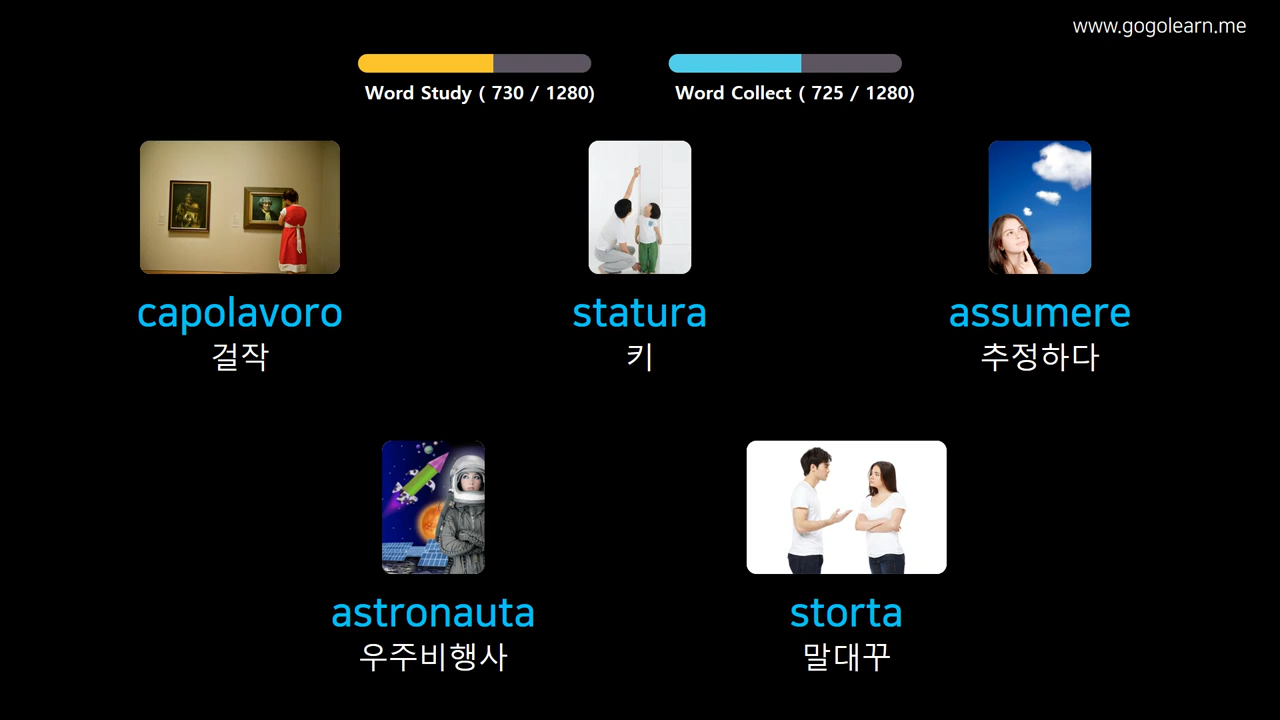 www.gogolearn.me
Word Study ( 730 / 1280)
Word Collect ( 725 / 1280)
capolavoro
걸작
statura
키
assumere
추정하다
astronauta
우주비행사
storta
말대꾸